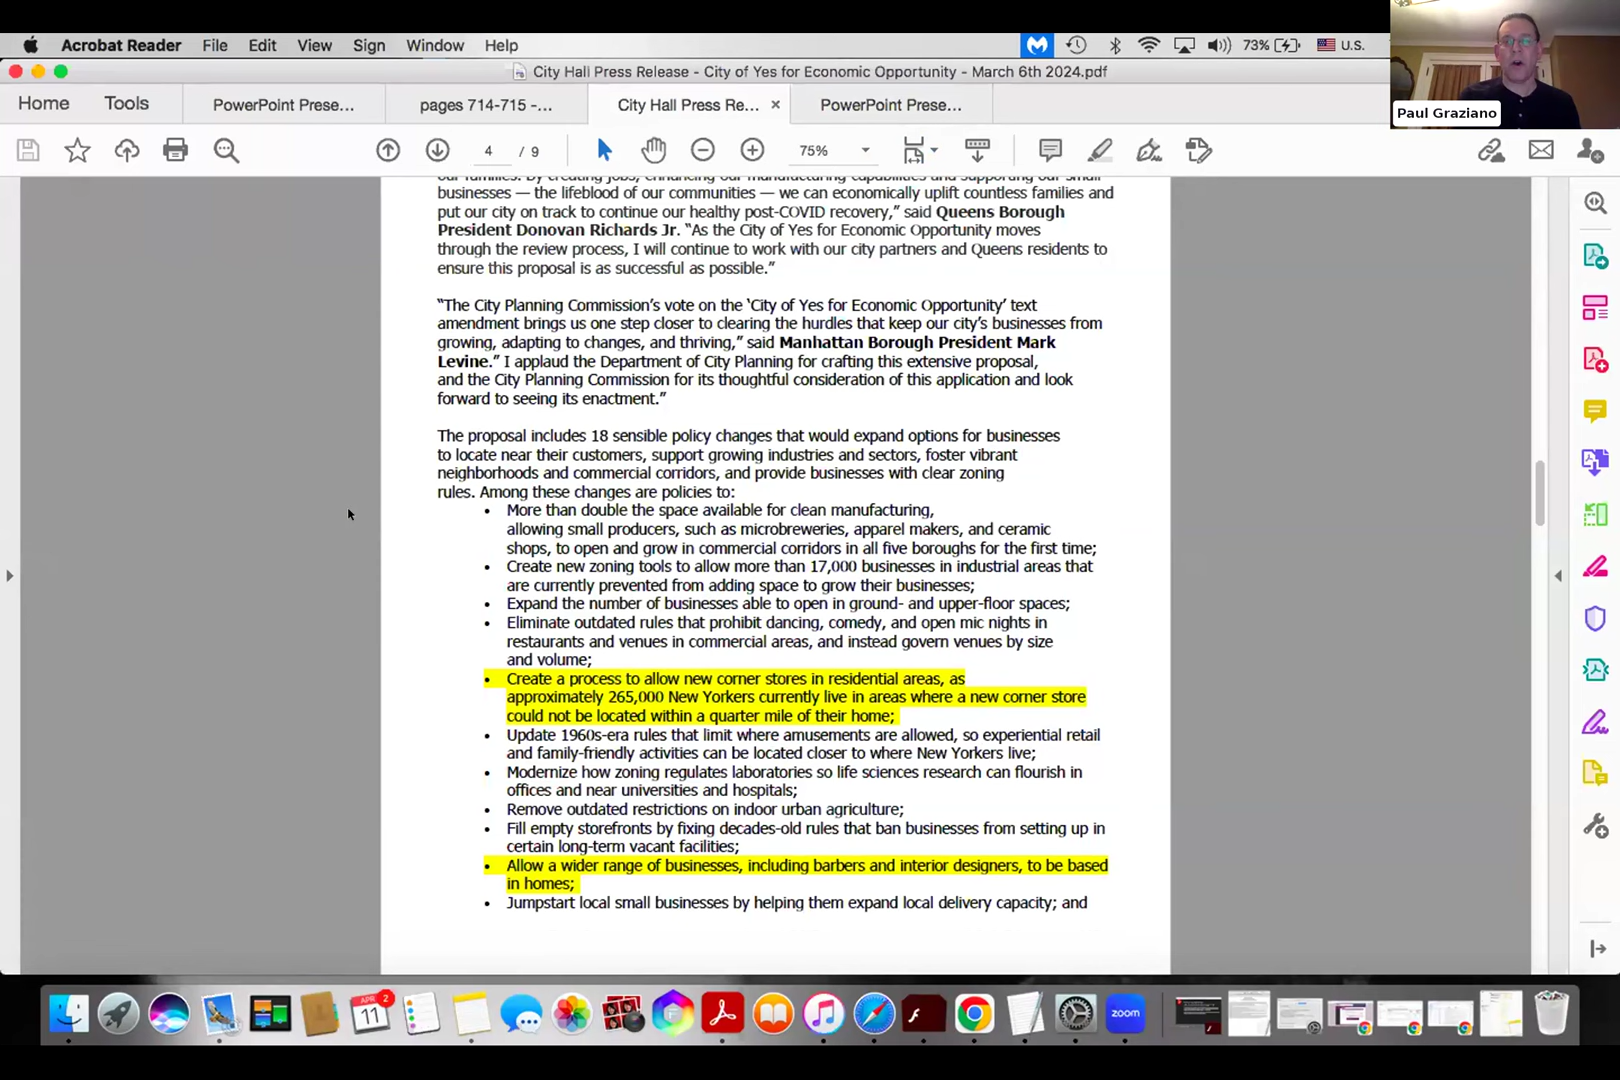 Acrobat Reader File Edit View Sign Window Help 73% U.S.
City Hall Press Release - City of Yes for Economic Opportunity - March 6th 2024.pdf
Home Tools PowerPoint Prese... pages 714-715 -... City Hall Press Re... × PowerPoint Prese...
Paul Graziano
4 / 9 75%
our families. By creating jobs, enhancing our manufacturing capabilities and supporting our small
businesses — the lifeblood of our communities — we can economically uplift countless families and
put our city on track to continue our healthy post-COVID recovery,” said Queens Borough
President Donovan Richards Jr. “As the City of Yes for Economic Opportunity moves
through the review process, I will continue to work with our city partners and Queens residents to
ensure this proposal is as successful as possible.”
“The City Planning Commission’s vote on the ‘City of Yes for Economic Opportunity’ text
amendment brings us one step closer to clearing the hurdles that keep our city’s businesses from
growing, adapting to changes, and thriving,” said Manhattan Borough President Mark
Levine.” I applaud the Department of City Planning for crafting this extensive proposal,
and the City Planning Commission for its thoughtful consideration of this application and look
forward to seeing its enactment.”
The proposal includes 18 sensible policy changes that would expand options for businesses
to locate near their customers, support growing industries and sectors, foster vibrant
neighborhoods and commercial corridors, and provide businesses with clear zoning
rules. Among these changes are policies to:
• More than double the space available for clean manufacturing,
allowing small producers, such as microbreweries, apparel makers, and ceramic
shops, to open and grow in commercial corridors in all five boroughs for the first time;
• Create new zoning tools to allow more than 17,000 businesses in industrial areas that
are currently prevented from adding space to grow their businesses;
• Expand the number of businesses able to open in ground- and upper-floor spaces;
• Eliminate outdated rules that prohibit dancing, comedy, and open mic nights in
restaurants and venues in commercial areas, and instead govern venues by size
and volume;
• Create a process to allow new corner stores in residential areas, as
approximately 265,000 New Yorkers currently live in areas where a new corner store
could not be located within a quarter mile of their home;
• Update 1960s-era rules that limit where amusements are allowed, so experiential retail
and family-friendly activities can be located closer to where New Yorkers live;
• Modernize how zoning regulates laboratories so life sciences research can flourish in
offices and near universities and hospitals;
• Remove outdated restrictions on indoor urban agriculture;
• Fill empty storefronts by fixing decades-old rules that ban businesses from setting up in
certain long-term vacant facilities;
• Allow a wider range of businesses, including barbers and interior designers, to be based
in homes;
• Jumpstart local small businesses by helping them expand local delivery capacity; and
APR 2
11
zoom